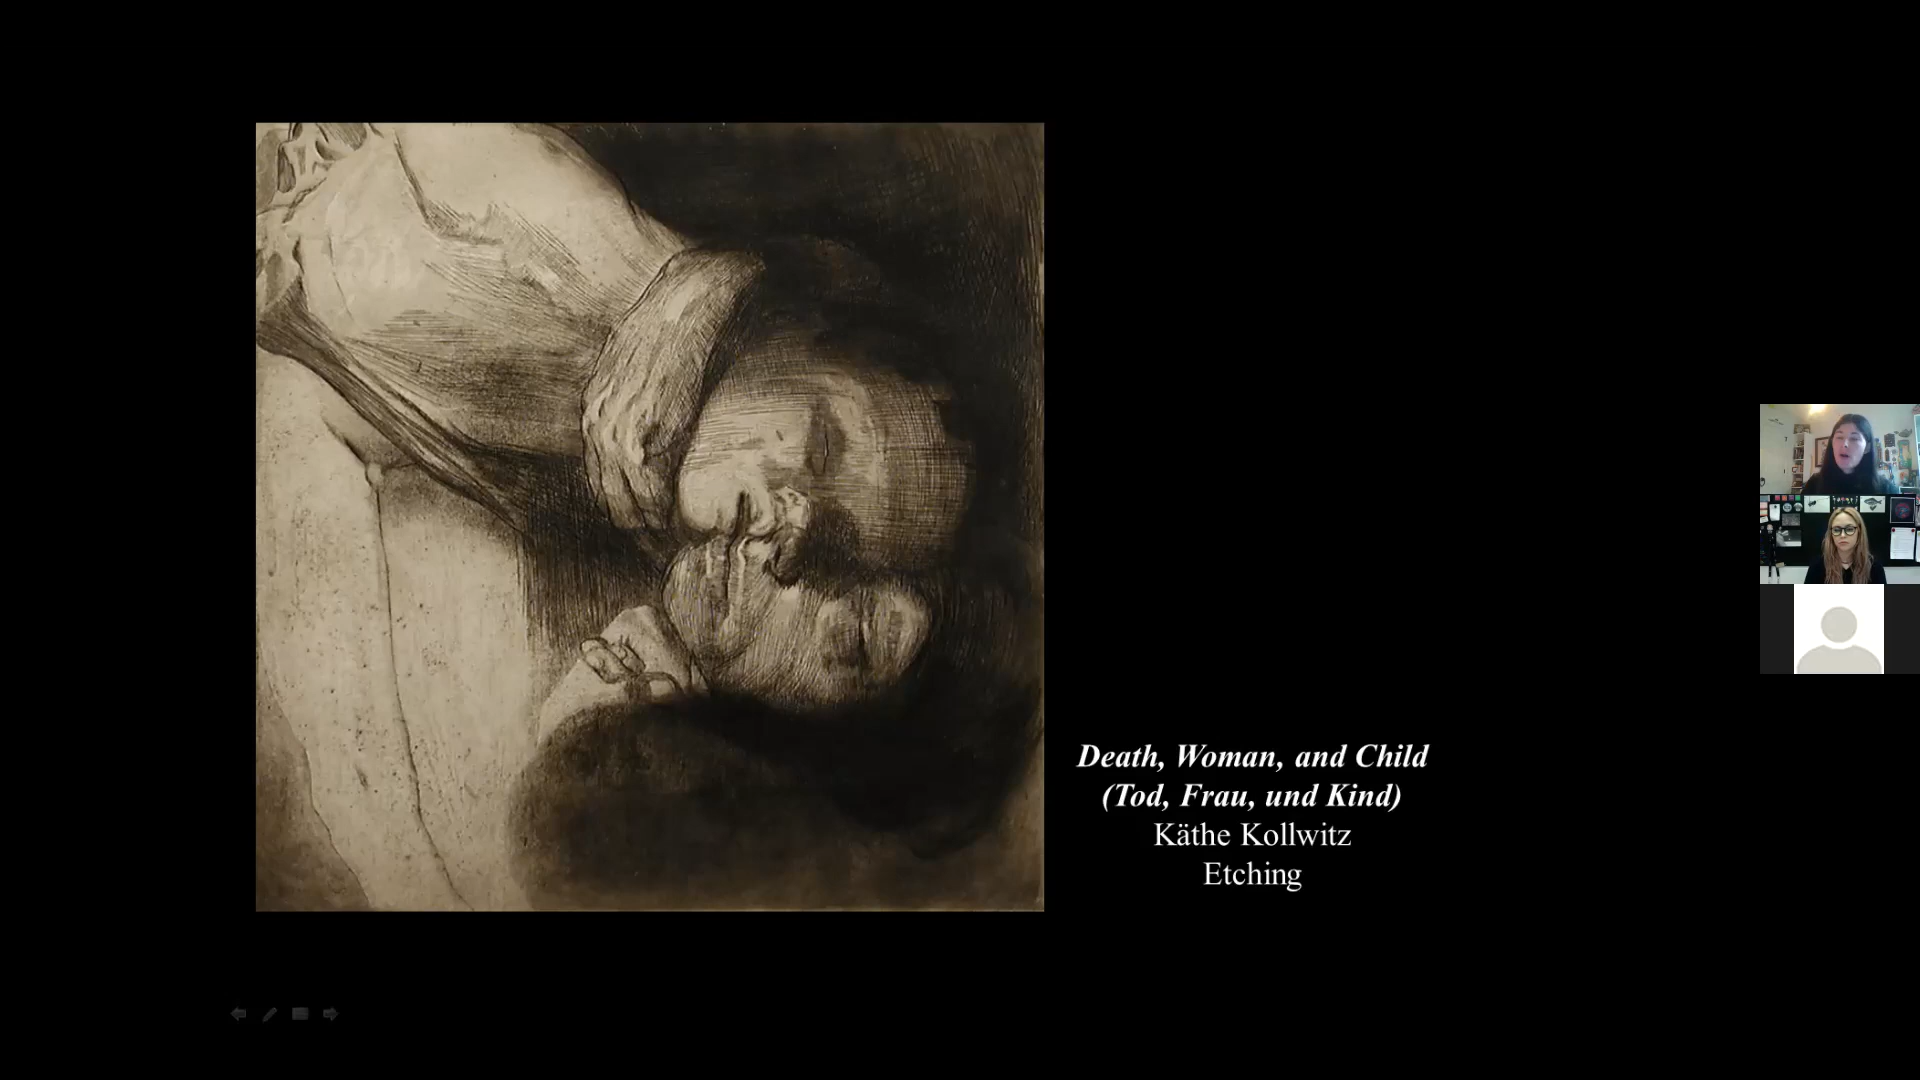 Death, Woman, and Child
(Tod, Frau, und Kind)
Käthe Kollwitz
Etching